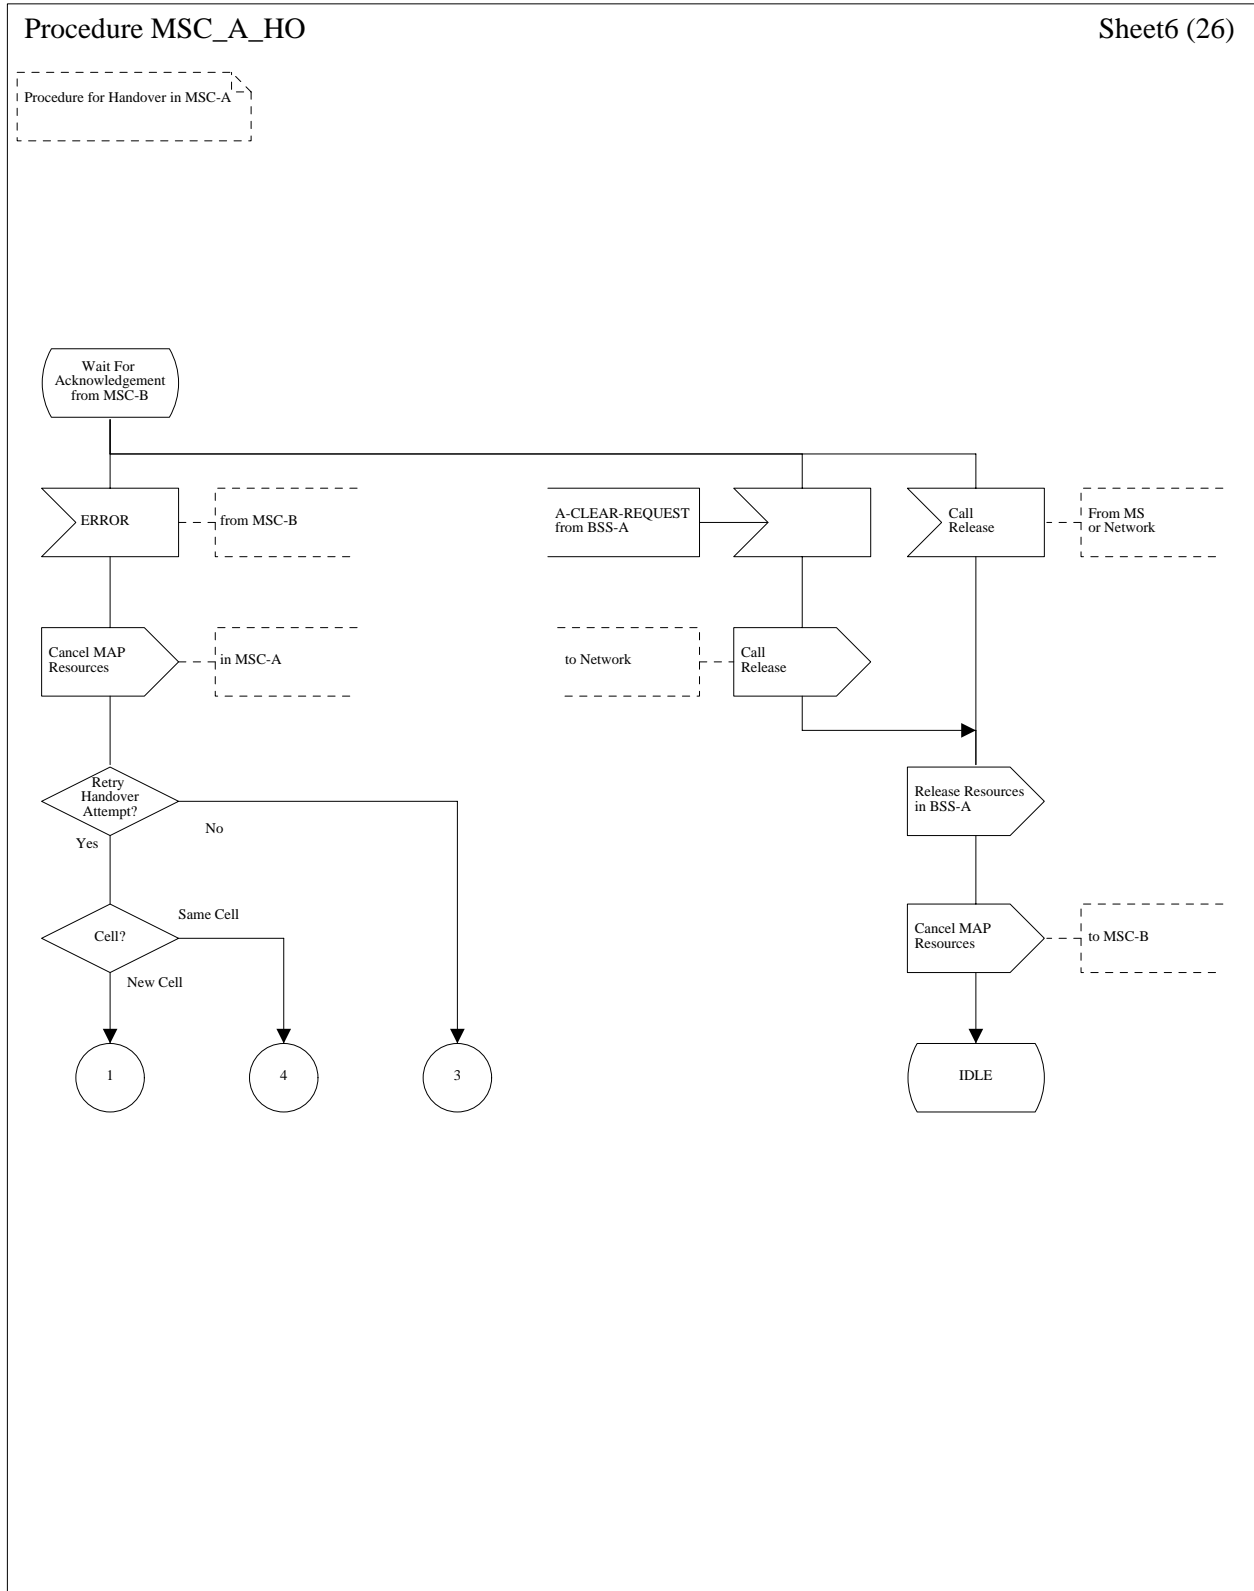 Procedure MSC_A_HO
Sheet6 (26)
Procedure for Handover in MSC-A
Wait For
Acknowledgement
from MSC-B
ERROR
from MSC-B
A-CLEAR-REQUEST
from BSS-A
Call
Release
From MS
or Network
Cancel MAP
Resources
in MSC-A
to Network
Call
Release
Retry
Handover
Attempt?
No
Yes
Release Resources
in BSS-A
Same Cell
Cell?
New Cell
Cancel MAP
Resources
to MSC-B
1
4
3
IDLE